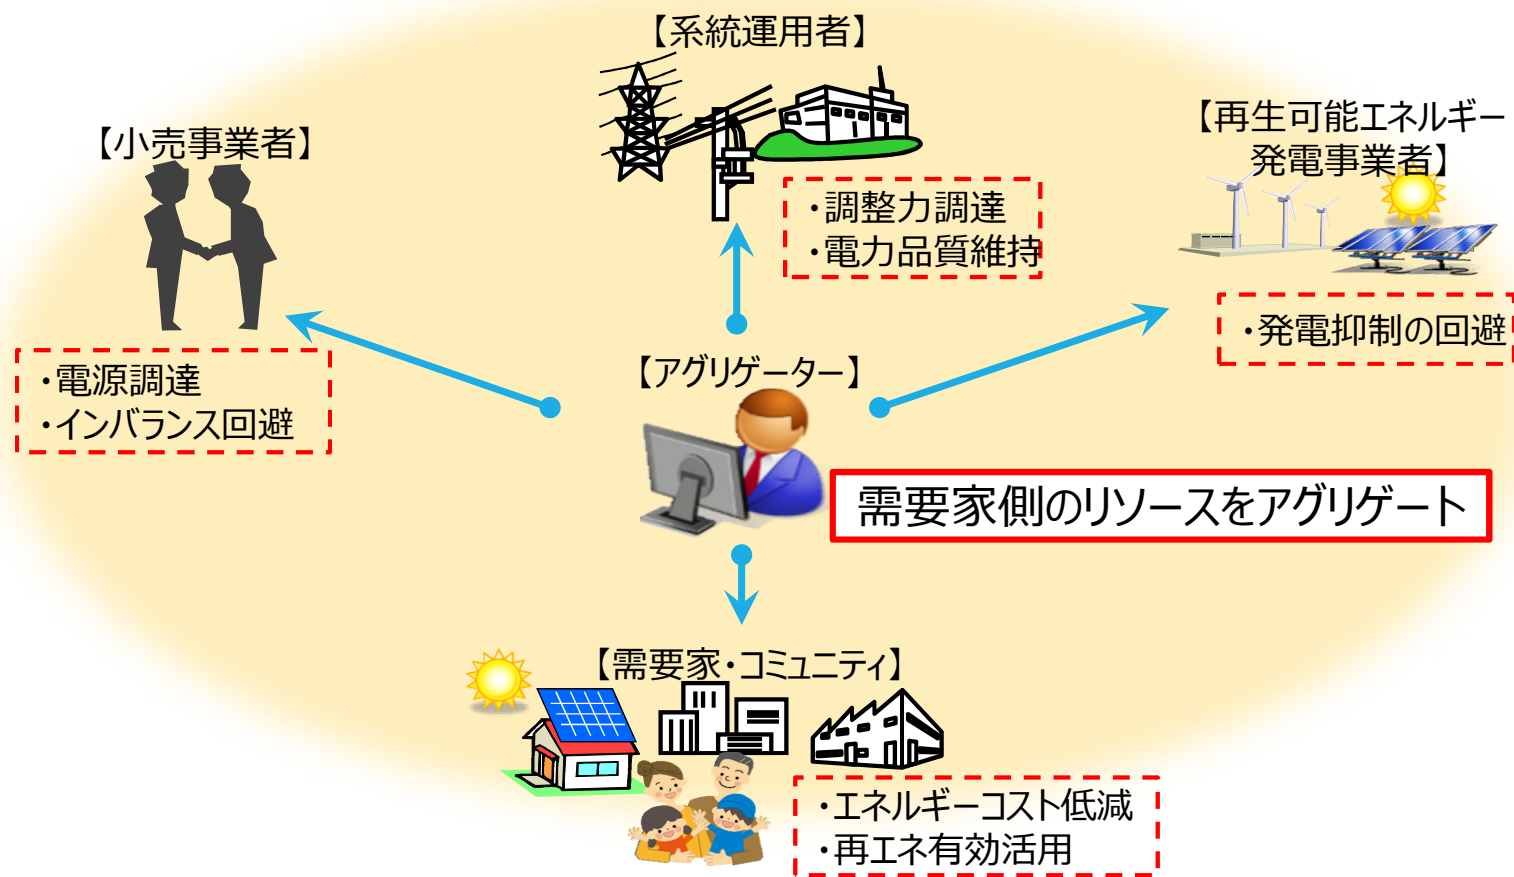 【系統運用者】
・調整力調達
・電力品質維持
【小売事業者】
・電源調達
・インバランス回避
【再生可能エネルギー
発電事業者】
・発電抑制の回避
【アグリゲーター】
需要家側のリソースをアグリゲート
【需要家・コミュニティ】
・エネルギーコスト低減
・再エネ有効活用